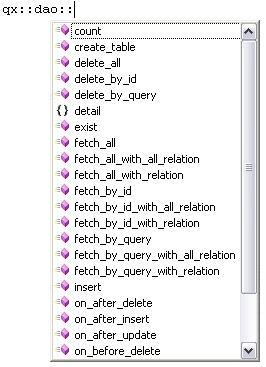 qx::dao::
count
create_table
delete_all
delete_by_id
delete_by_query
{} detail
exist
fetch_all
fetch_all_with_all_relation
fetch_all_with_relation
fetch_by_id
fetch_by_id_with_all_relation
fetch_by_id_with_relation
fetch_by_query
fetch_by_query_with_all_relation
fetch_by_query_with_relation
insert
on_after_delete
on_after_insert
on_after_update
on_before_delete